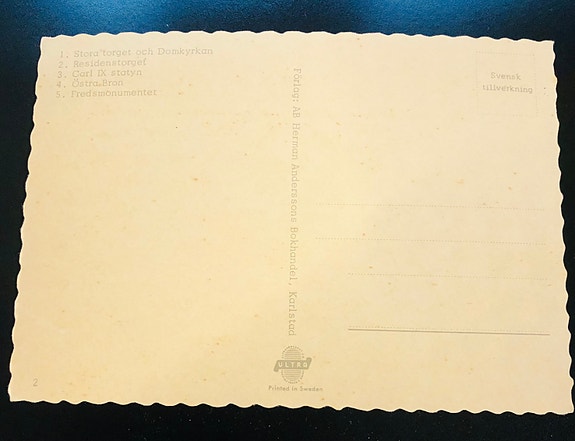 1. Stora torget och Domkyrkan
2. Residenstorget
3. Carl IX statyn
4. Östra Bron
5. Fredsmonumentet
Svensk
tillverkning
Förlag: AB Herman Anderssons Bokhandel, Karlstad
ULTRA
Printed in Sweden
2